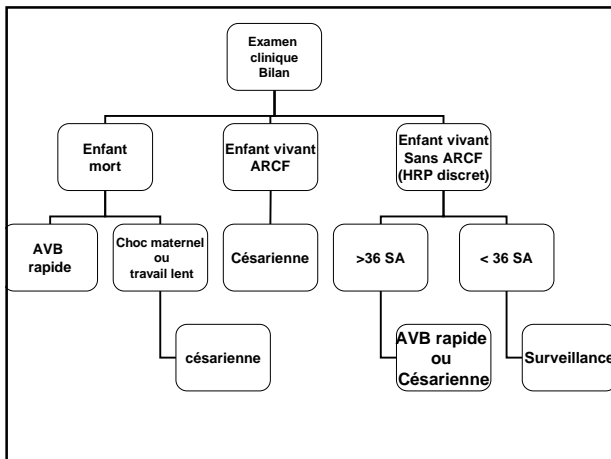 Examen
clinique
Bilan
Enfant
mort
Enfant vivant
ARCF
Enfant vivant
Sans ARCF
(HRP discret)
AVB
rapide
Choc maternel
ou
travail lent
Césarienne
>36 SA
< 36 SA
césarienne
AVB rapide
ou
Césarienne
Surveillance